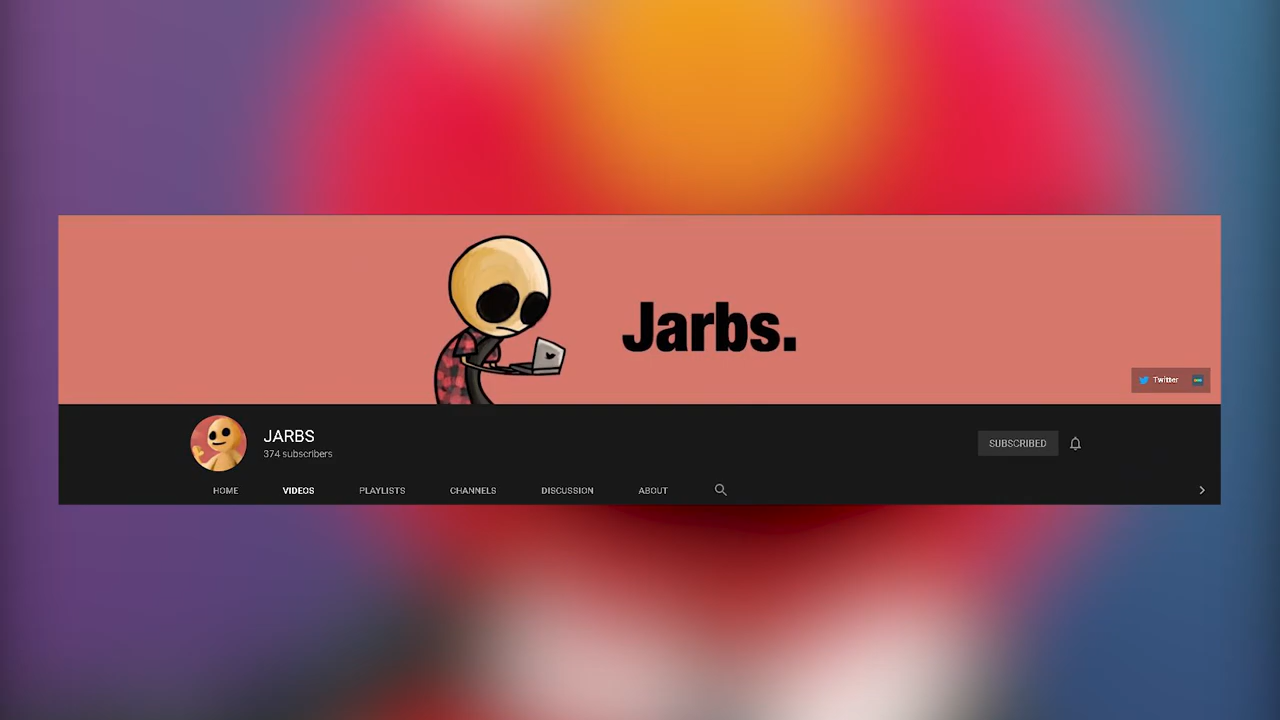 Jarbs.
Twitter
JARBS
374 subscribers
SUBSCRIBED
HOME VIDEOS PLAYLISTS CHANNELS DISCUSSION ABOUT